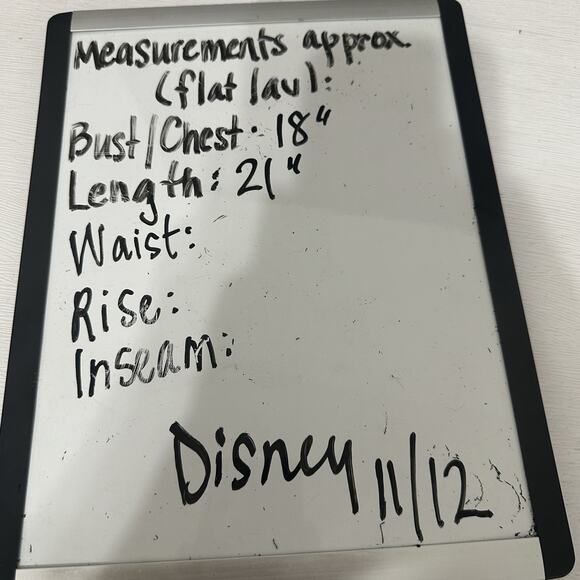 Measurements approx.
(flat lay):
Bust/Chest: 18"
Length: 21"
Waist:
Rise:
Inseam:
Disney 11/12